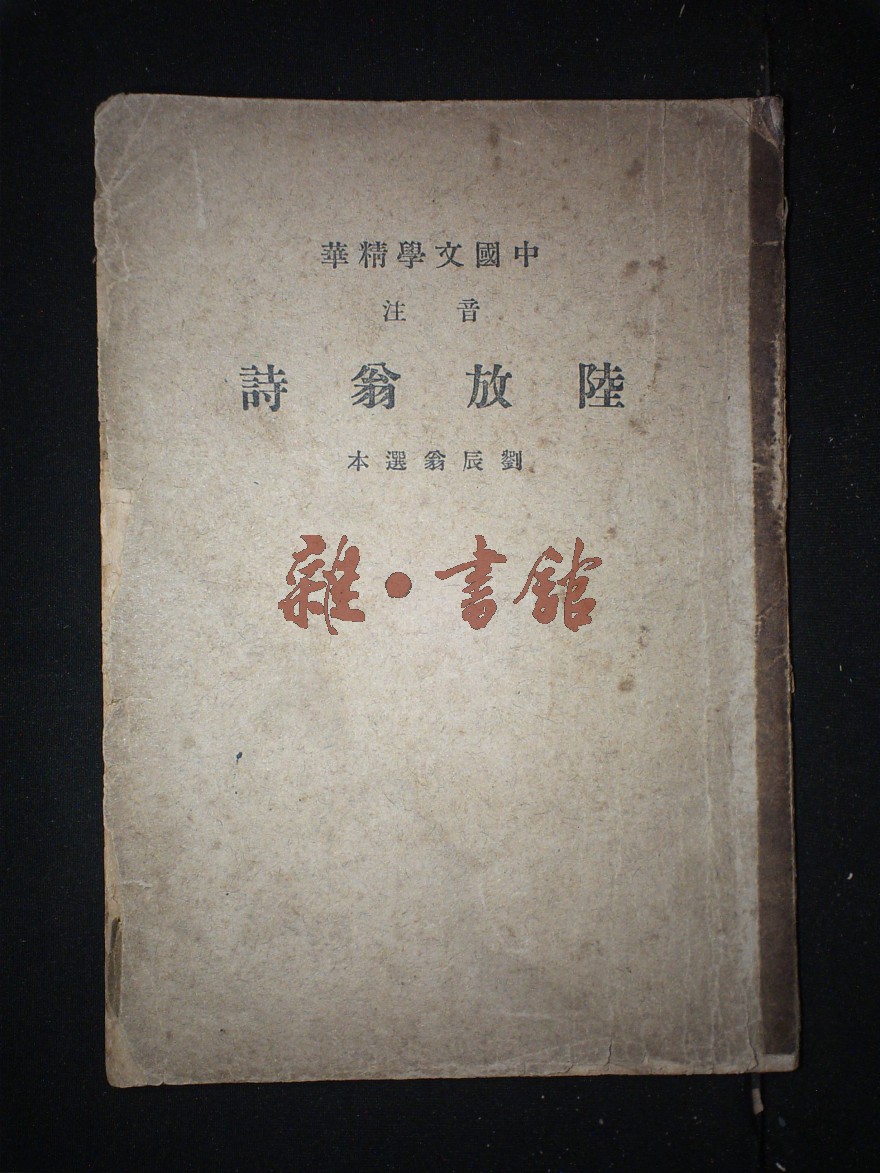 中國文學精華
音注
陸放翁詩
劉辰翁選本
雜·書館